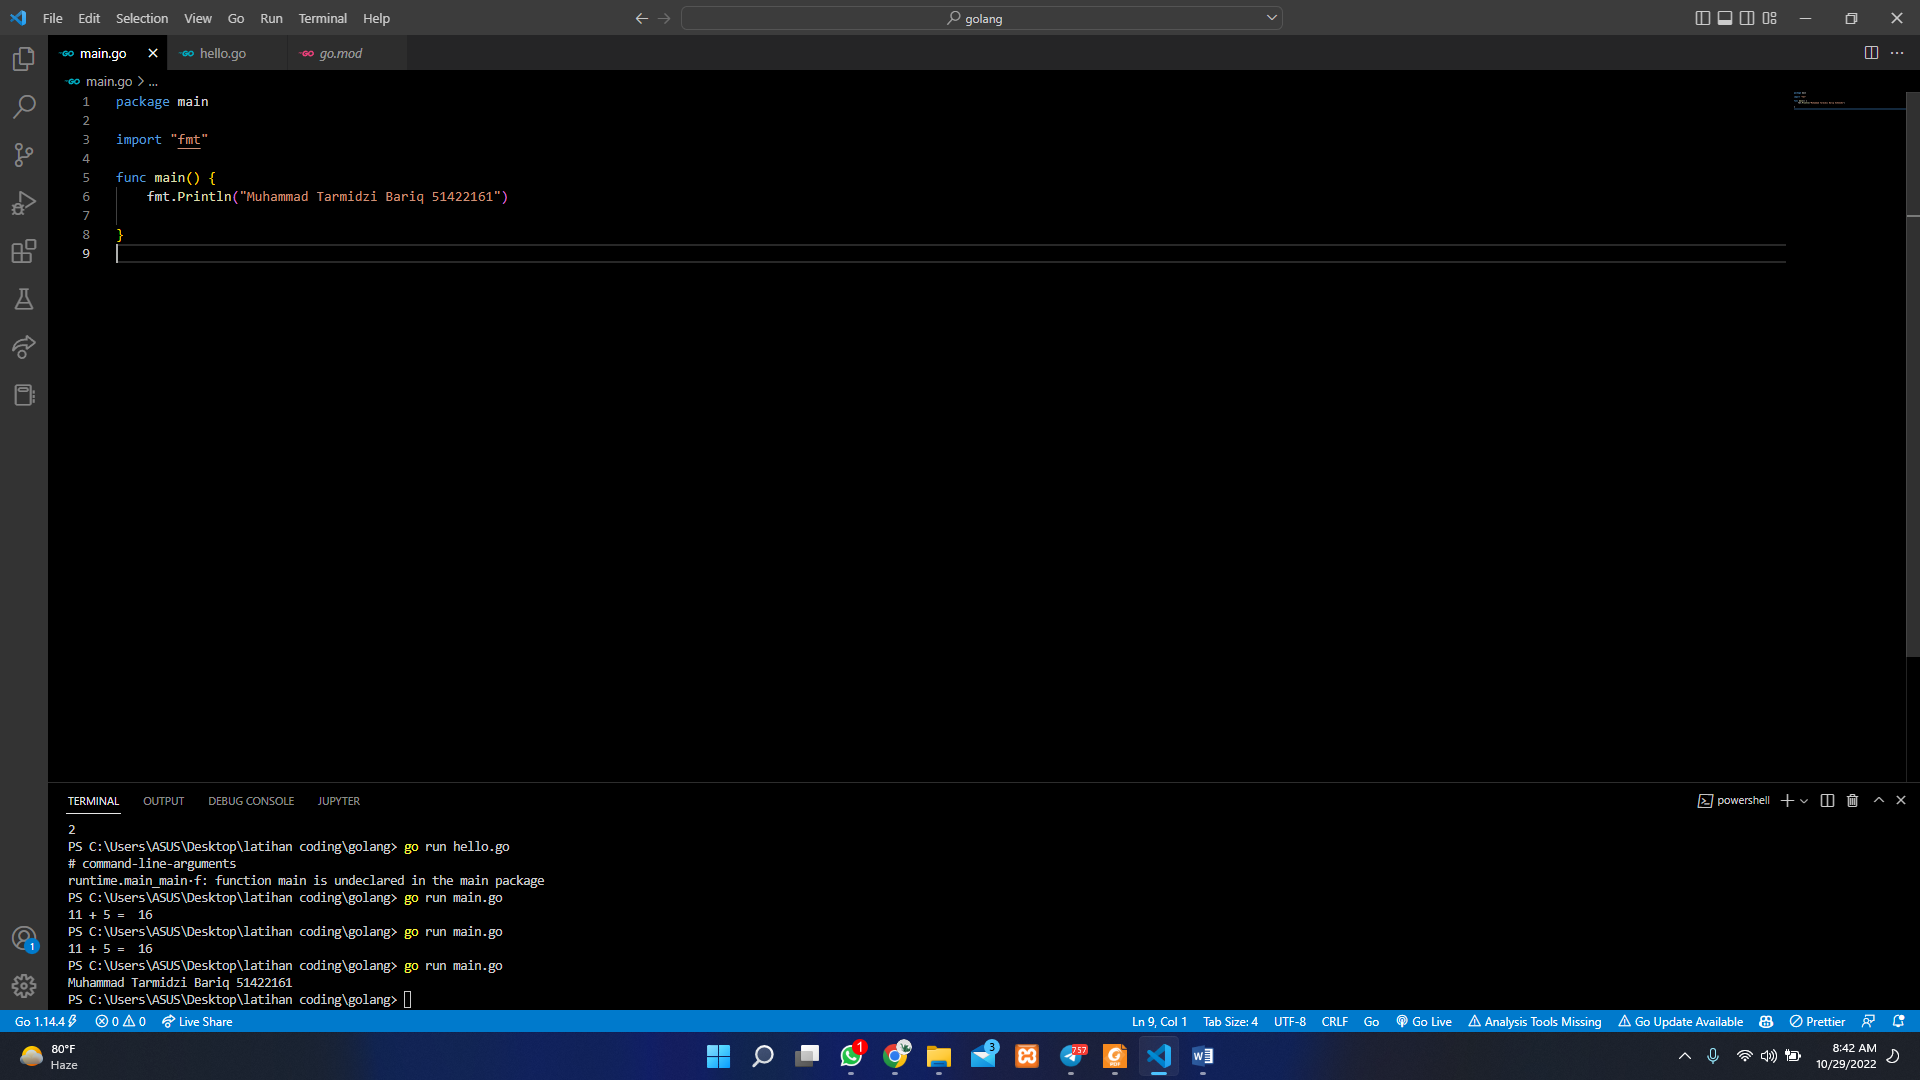 File Edit Selection View Go Run Terminal Help
golang
main.go hello.go go.mod
main.go > ...
1 package main
2
3 import "fmt"
4
5 func main() {
6 fmt.Println("Muhammad Tarmidzi Bariq 51422161")
7
8 }
9
TERMINAL OUTPUT DEBUG CONSOLE JUPYTER
powershell
2
PS C:\Users\ASUS\Desktop\latihan coding\golang> go run hello.go
# command-line-arguments
runtime.main_main·f: function main is undeclared in the main package
PS C:\Users\ASUS\Desktop\latihan coding\golang> go run main.go
11 + 5 =  16
PS C:\Users\ASUS\Desktop\latihan coding\golang> go run main.go
11 + 5 =  16
PS C:\Users\ASUS\Desktop\latihan coding\golang> go run main.go
Muhammad Tarmidzi Bariq 51422161
PS C:\Users\ASUS\Desktop\latihan coding\golang>
1
Go 1.14.4 0 0 Live Share Ln 9, Col 1 Tab Size: 4 UTF-8 CRLF Go Go Live Analysis Tools Missing Go Update Available Prettier
80°F
Haze
1 3 757
8:42 AM
10/29/2022